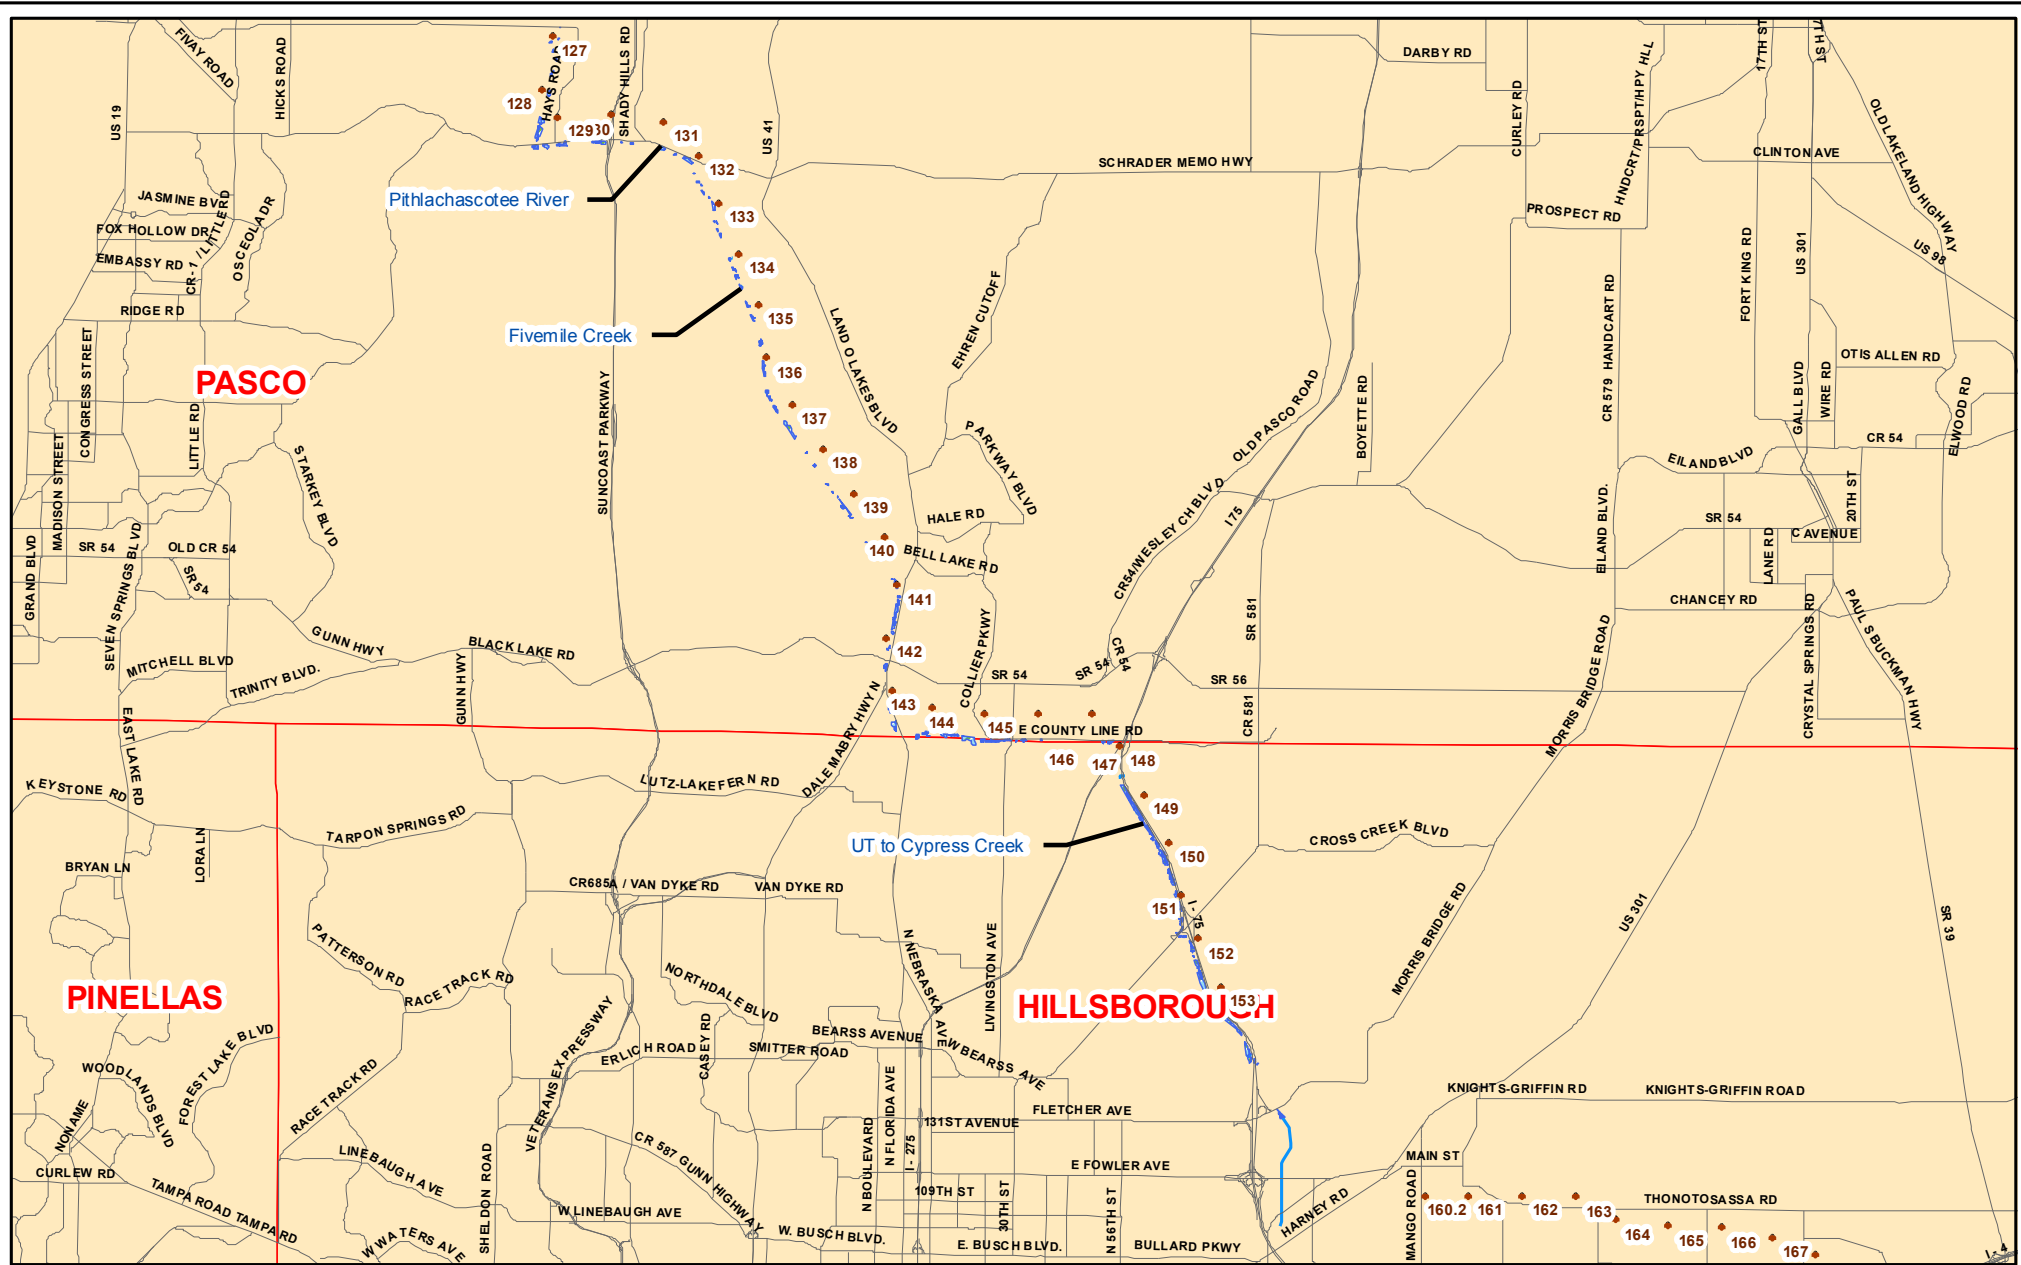 FIVAY ROAD
HICKS ROAD
US 19
127
HAYS ROAD
SHADY HILLS RD
128
129
30
131
132
US 41
DARBY RD
CURLEY RD
17TH ST
7TH ST
HNDCRT/PRSPT/HPY HLL
OLD LAKELAND HIGHWAY
CLINTON AVE
SCHRADER MEMO HWY
Pithlachascotee River
133
JASMINE BVD
FOX HOLLOW DR
EMBASSY RD
CR-1 / LITTLE RD
OSCEOLA DR
RIDGE RD
PROSPECT RD
FORT KING RD
US 301
US 98
134
135
Fivemile Creek
EHREN CUTOFF
LAND O LAKES BLVD
CR 579 HANDCART RD
OTIS ALLEN RD
CONGRESS STREET
PASCO
136
137
SUNCOAST PARKWAY
OLD PASCO ROAD
BOYETTE RD
GALL BLVD
WIRE RD
ELWOOD RD
CR 54
LITTLE RD
MADISON STREET
STARKEY BLVD
138
139
PARKWAY BLVD
HALE RD
CR54/WESLEY CH BLVD
I 75
EILAND BLVD
EILAND BLVD.
SR 54
20TH ST
C AVENUE
LANE RD
GRAND BLVD
SR 54
OLD CR 54
SR 54
SEVEN SPRINGS BLVD
140
BELL LAKE RD
141
142
COLLIER PKWY
SR 581
CHANCEY RD
CRYSTAL SPRINGS RD
PAUL S BUCKMAN HWY
GUNN HWY
BLACK LAKE RD
MITCHELL BLVD
TRINITY BLVD.
GUNN HWY
SR 54
SR 54
CR 54
SR 56
MORRIS BRIDGE ROAD
EAST LAKE RD
143
144
145
E COUNTY LINE RD
CR 581
146
147
148
DALE MABRY HWY N
KEYSTONE RD
LUTZ-LAKE FERN RD
TARPON SPRINGS RD
149
UT to Cypress Creek
150
CROSS CREEK BLVD
LORA LN
BRYAN LN
CR685A / VAN DYKE RD
VAN DYKE RD
151
I - 75
152
153
MORRIS BRIDGE RD
US 301
SR 39
PATTERSON RD
RACE TRACK RD
NORTHDALE BLVD
N NEBRASKA AVE
LIVINGSTON AVE
PINELLAS
HILLSBOROUGH
VETERANS EXPRESSWAY
CASEY RD
BEARSS AVENUE
W BEARSS AVE
ERLICH ROAD
SMITTER ROAD
FOREST LAKE BLVD
WOODLANDS BLVD
RACE TRACK RD
NONAME
N FLORIDA AVE
KNIGHTS-GRIFFIN RD
KNIGHTS-GRIFFIN ROAD
FLETCHER AVE
131ST AVENUE
I - 275
N BOULEVARD
CR 587 GUNN HIGHWAY
LINEBAUGH AVE
CURLEW RD
TAMPA ROAD TAMPA RD
SHELDON ROAD
E FOWLER AVE
MAIN ST
109TH ST
30TH ST
N 56TH ST
W LINEBAUGH AVE
W WATERS AVE
W. BUSCH BLVD.
E. BUSCH BLVD.
BULLARD PKWY
HARNEY RD
MANGO ROAD
THONOTOSASSA RD
160.2
161
162
163
164
165
166
167
I - 4